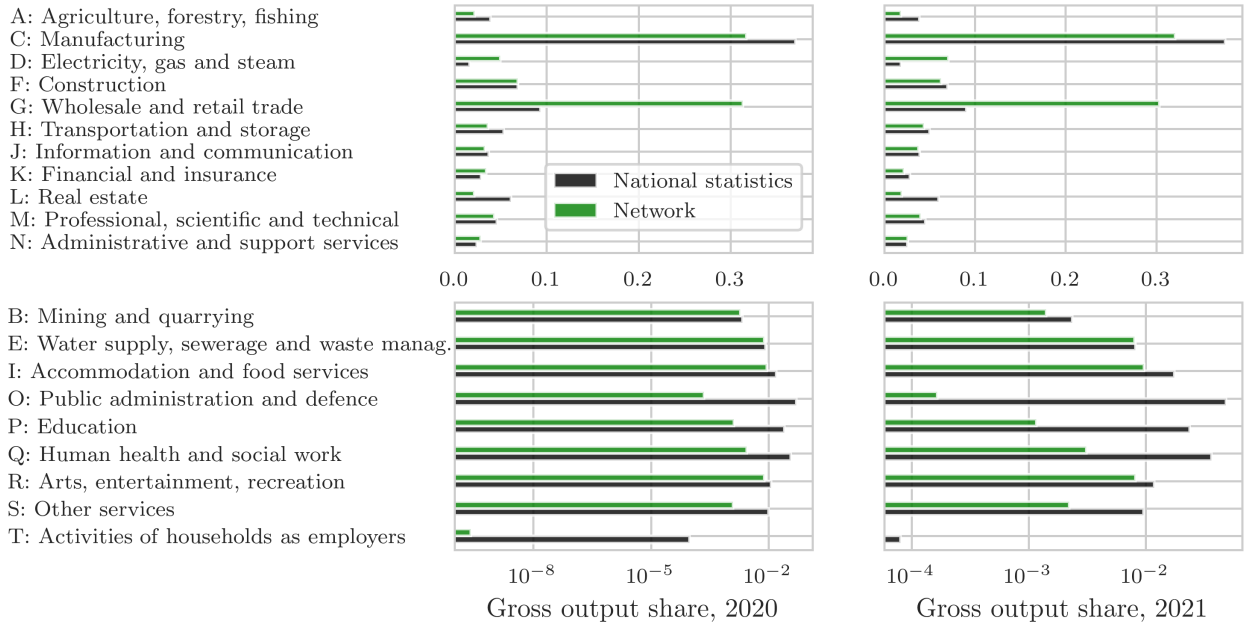 A: Agriculture, forestry, fishing
C: Manufacturing
D: Electricity, gas and steam
F: Construction
G: Wholesale and retail trade
H: Transportation and storage
J: Information and communication
K: Financial and insurance
L: Real estate
M: Professional, scientific and technical
N: Administrative and support services
National statistics
Network
0.0 0.1 0.2 0.3
0.0 0.1 0.2 0.3
B: Mining and quarrying
E: Water supply, sewerage and waste manag.
I: Accommodation and food services
O: Public administration and defence
P: Education
Q: Human health and social work
R: Arts, entertainment, recreation
S: Other services
T: Activities of households as employers
10⁻⁸ 10⁻⁵ 10⁻²
10⁻⁴ 10⁻³ 10⁻²
Gross output share, 2020
Gross output share, 2021